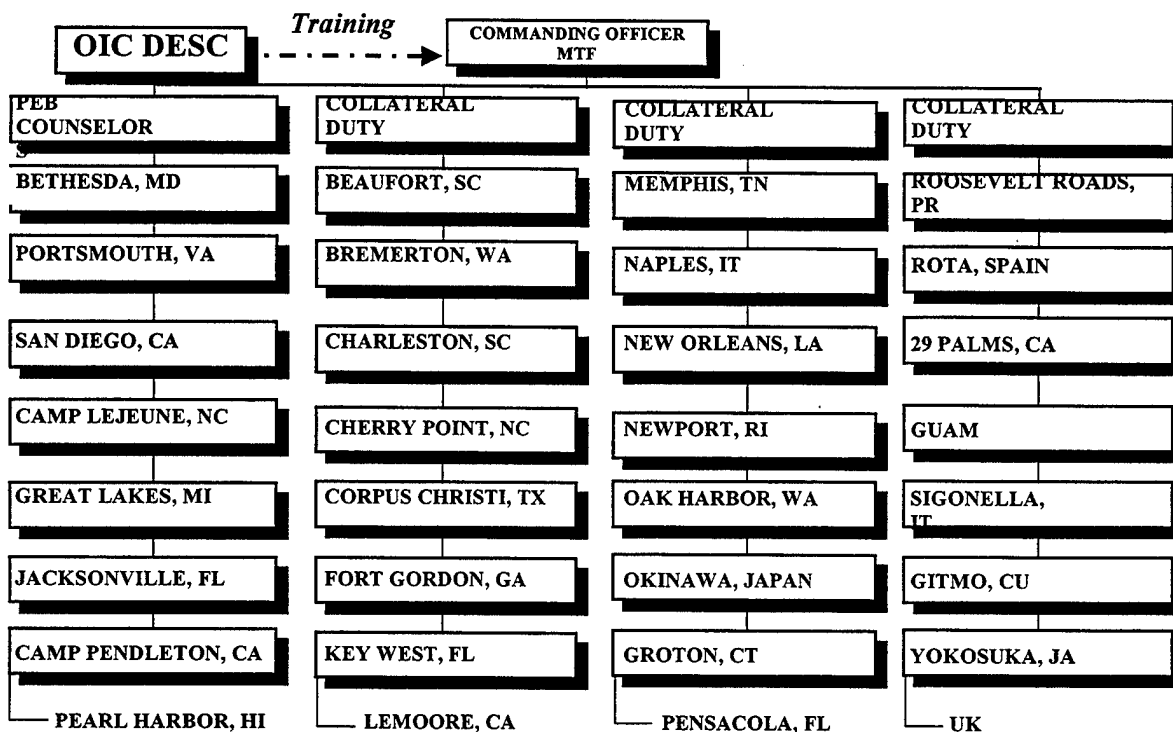 Training
OIC DESC
COMMANDING OFFICER
MTF
PEB
COUNSELOR
S
BETHESDA, MD
PORTSMOUTH, VA
SAN DIEGO, CA
CAMP LEJEUNE, NC
GREAT LAKES, MI
JACKSONVILLE, FL
CAMP PENDLETON, CA
PEARL HARBOR, HI
COLLATERAL
DUTY
BEAUFORT, SC
BREMERTON, WA
CHARLESTON, SC
CHERRY POINT, NC
CORPUS CHRISTI, TX
FORT GORDON, GA
KEY WEST, FL
LEMOORE, CA
COLLATERAL
DUTY
MEMPHIS, TN
NAPLES, IT
NEW ORLEANS, LA
NEWPORT, RI
OAK HARBOR, WA
OKINAWA, JAPAN
GROTON, CT
PENSACOLA, FL
COLLATERAL
DUTY
ROOSEVELT ROADS,
PR
ROTA, SPAIN
29 PALMS, CA
GUAM
SIGONELLA,
IT
GITMO, CU
YOKOSUKA, JA
UK